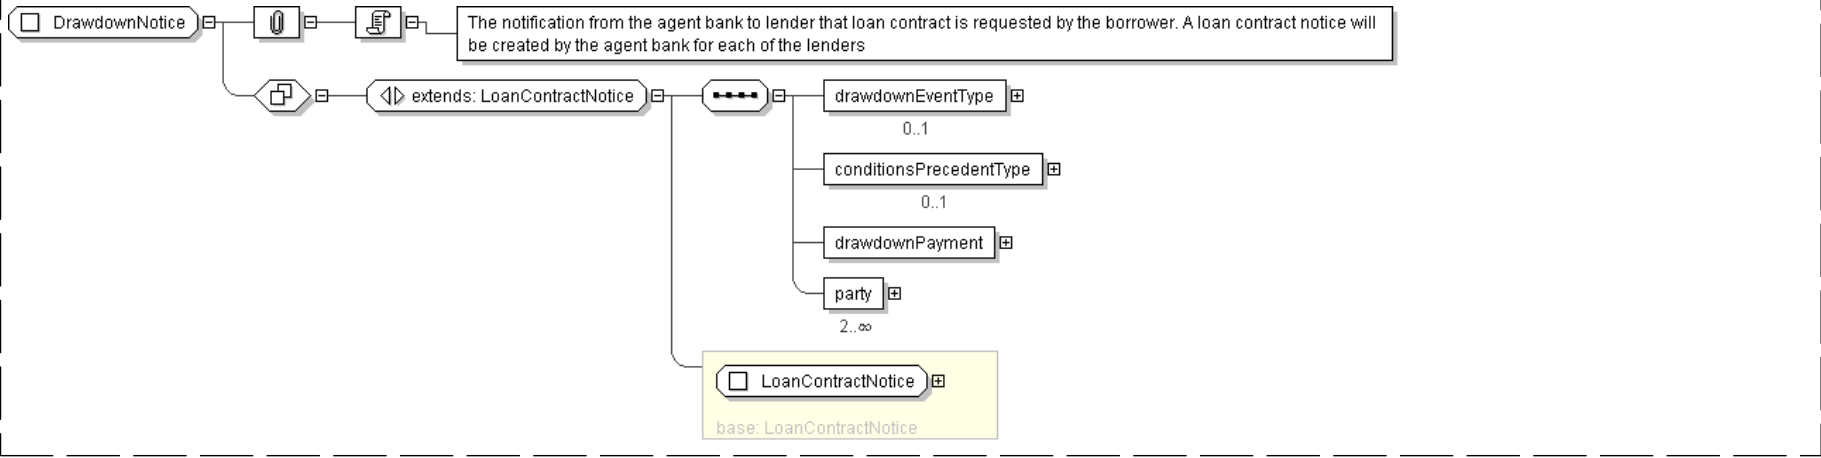 DrawdownNotice
The notification from the agent bank to lender that loan contract is requested by the borrower. A loan contract notice will
be created by the agent bank for each of the lenders
extends: LoanContractNotice
drawdownEventType
0..1
conditionsPrecedentType
0..1
drawdownPayment
party
2..∞
LoanContractNotice
base: LoanContractNotice